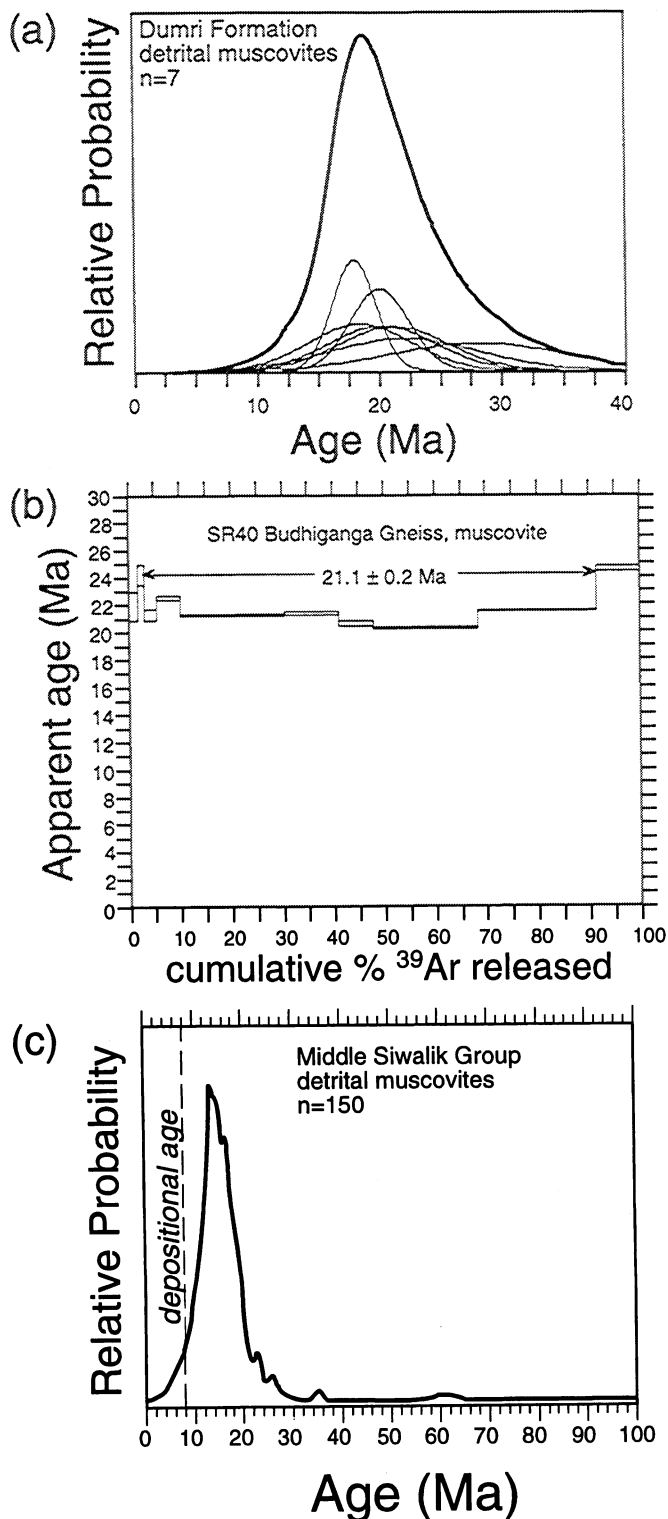 (a)
Dumri Formation
detrital muscovites
n=7
Relative Probability
0 10 20 30 40
Age (Ma)
(b)
30
28
26
24
22
20
18
16
14
12
10
8
6
4
2
0
Apparent age (Ma)
SR40 Budhiganga Gneiss, muscovite
21.1 ± 0.2 Ma
0 10 20 30 40 50 60 70 80 90 100
cumulative % ³⁹Ar released
(c)
Middle Siwalik Group
detrital muscovites
n=150
depositional age
Relative Probability
0 10 20 30 40 50 60 70 80 90 100
Age (Ma)